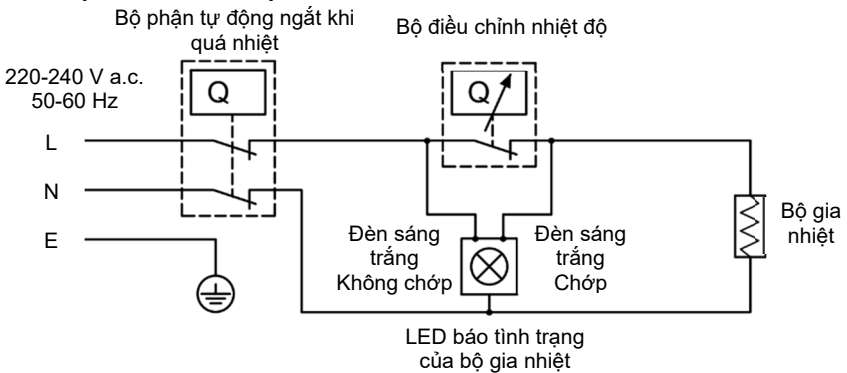 Bộ phận tự động ngắt khi
quá nhiệt
Bộ điều chỉnh nhiệt độ
220-240 V a.c.
50-60 Hz
Q
Q
L
N
E
Đèn sáng
trắng
Không chớp
Đèn sáng
trắng
Chớp
Bộ gia
nhiệt
LED báo tình trạng
của bộ gia nhiệt